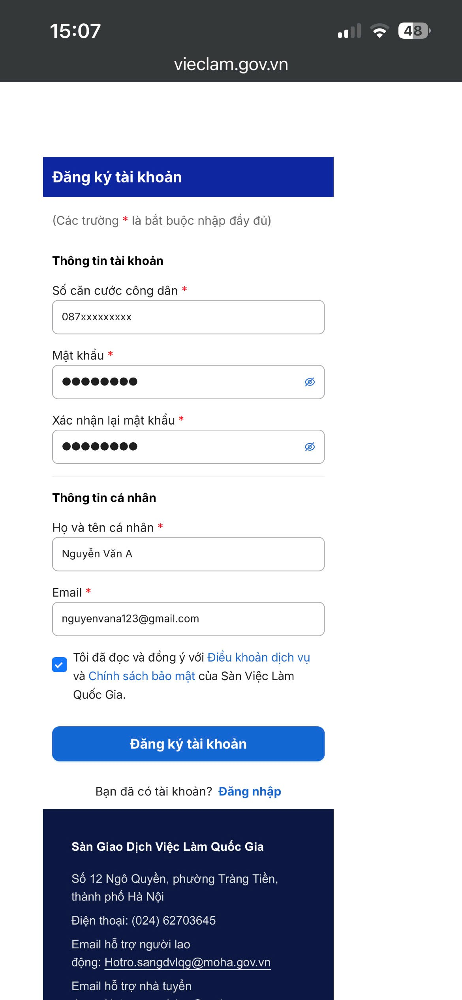 15:07
48
vieclam.gov.vn
Đăng ký tài khoản
(Các trường * là bắt buộc nhập đầy đủ)
Thông tin tài khoản
Số căn cước công dân *
087xxxxxxxxx
Mật khẩu *
●●●●●●●●
Xác nhận lại mật khẩu *
●●●●●●●●
Thông tin cá nhân
Họ và tên cá nhân *
Nguyễn Văn A
Email *
nguyenvana123@gmail.com
Tôi đã đọc và đồng ý với Điều khoản dịch vụ
và Chính sách bảo mật của Sàn Việc Làm
Quốc Gia.
Đăng ký tài khoản
Bạn đã có tài khoản? Đăng nhập
Sàn Giao Dịch Việc Làm Quốc Gia
Số 12 Ngô Quyền, phường Tràng Tiền,
thành phố Hà Nội
Điện thoại: (024) 62703645
Email hỗ trợ người lao
động: Hotro.sangdvlqg@moha.gov.vn
Email hỗ trợ nhà tuyển